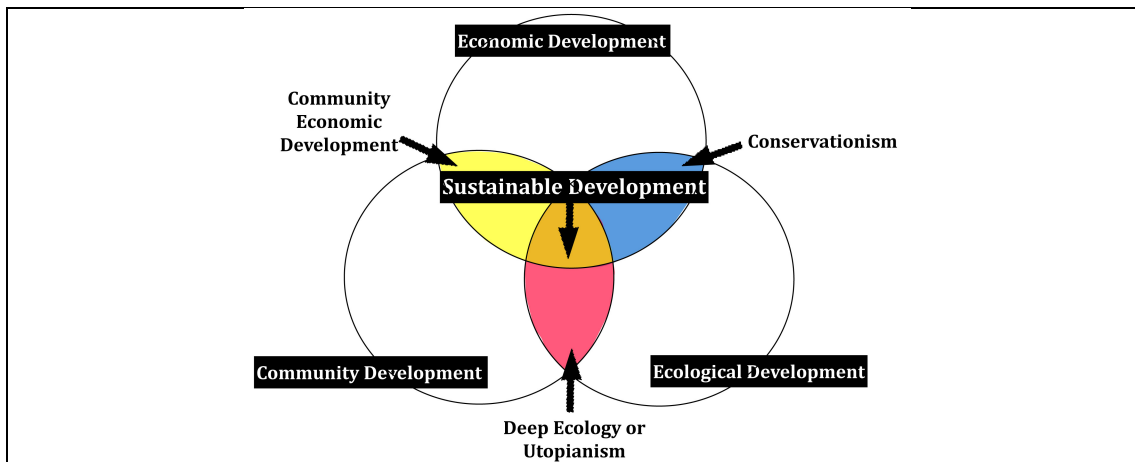 Economic Development
Community
Economic
Development
Conservationism
Sustainable Development
Community Development
Ecological Development
Deep Ecology or
Utopianism